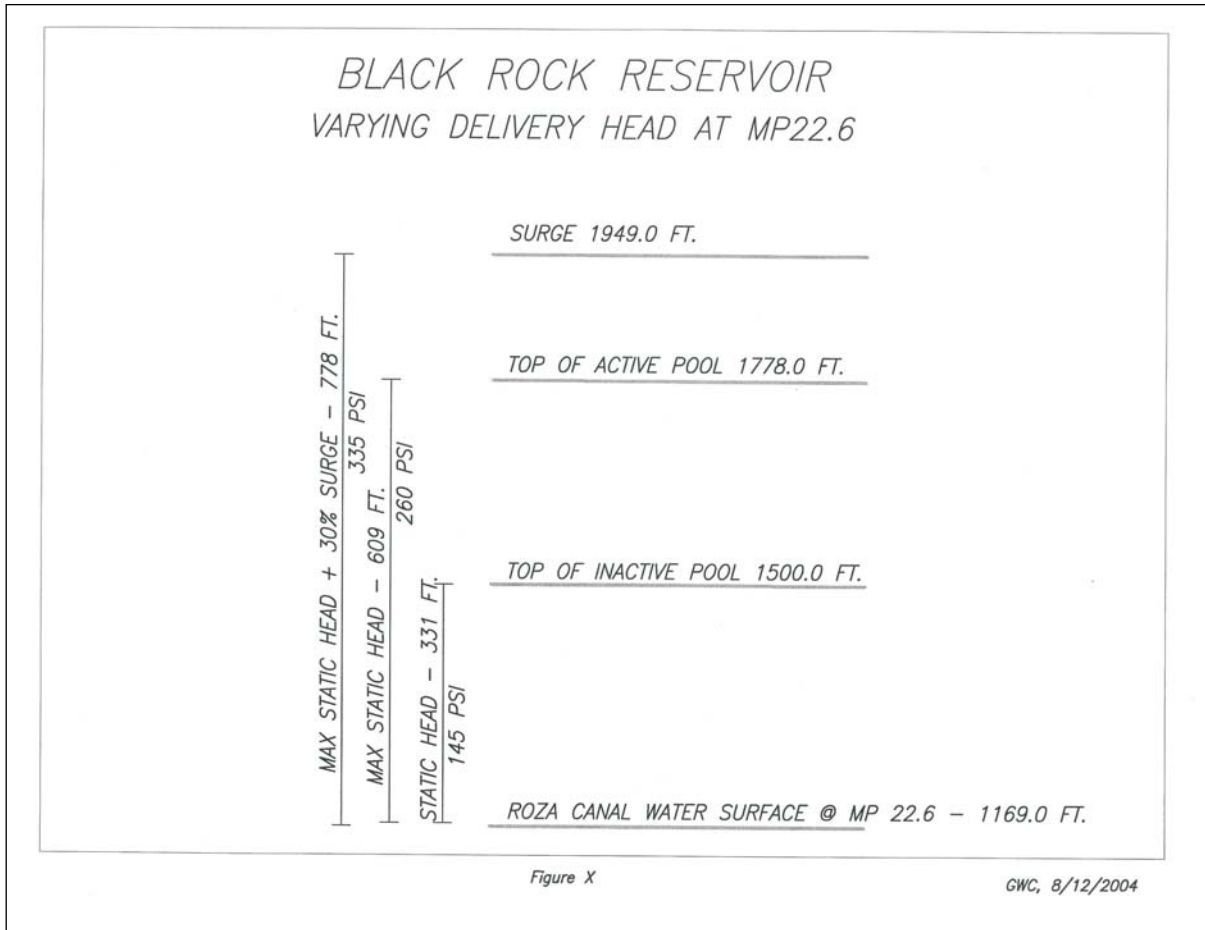 BLACK ROCK RESERVOIR
VARYING DELIVERY HEAD AT MP22.6
SURGE 1949.0 FT.
TOP OF ACTIVE POOL 1778.0 FT.
TOP OF INACTIVE POOL 1500.0 FT.
ROZA CANAL WATER SURFACE @ MP 22.6 - 1169.0 FT.
MAX STATIC HEAD + 30% SURGE - 778 FT.
335 PSI
MAX STATIC HEAD - 609 FT.
260 PSI
STATIC HEAD - 331 FT.
145 PSI
Figure X
GWC, 8/12/2004